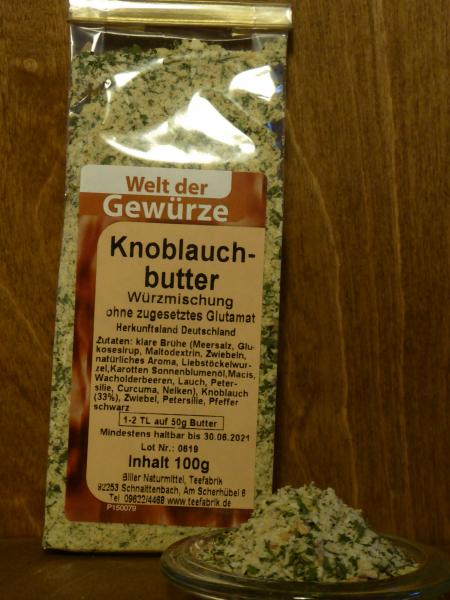 Welt der
Gewürze
Knoblauch-
butter
Würzmischung
ohne zugesetztes Glutamat
Herkunftsland Deutschland
Zutaten: klare Brühe (Meersalz, Glu-
kosesirup, Maltodextrin, Zwiebeln,
natürliches Aroma, Liebstöckelwur-
zel,Karotten Sonnenblumenöl,Macis,
Wacholderbeeren, Lauch, Peter-
silie, Curcuma, Nelken), Knoblauch
(33%), Zwiebel, Petersilie, Pfeffer
schwarz
1-2 TL auf 50g Butter
Mindestens haltbar bis 30.06.2021
Lot Nr.: 0619
Inhalt 100g
Biller Naturmittel, Teefabrik
92253 Schnaittenbach, Am Scherhübel 6
Tel. 09622/4468 www.teefabrik.de
P150079